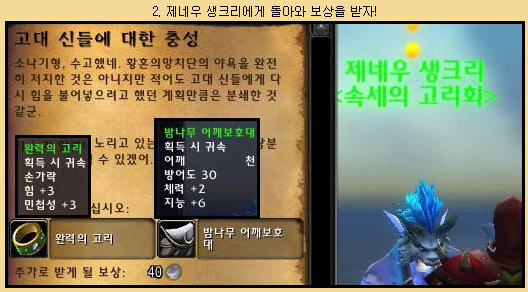 2. 제네우 생크리에게 돌아와 보상을 받자!
고대 신들에 대한 충성
소나기형, 수고했네. 황혼의망치단의 야욕을 완전
히 저지한 것은 아니지만 적어도 고대 신들에게 다
시 힘을 불어넣으려고 했던 계획만큼은 분쇄한 것
같군.
노리고 있는
상분
할 수 있겠어.
완력의 고리
획득 시 귀속
손가락
힘 +3
민첩성 +3
밤나무 어깨보호대
획득 시 귀속
어깨 천
방어도 30
체력 +2
지능 +6
십시오:
완력의 고리
밤나무 어깨보호
대
추가로 받게 될 보상: 40
제네우 생크리
<속세의 고리회>